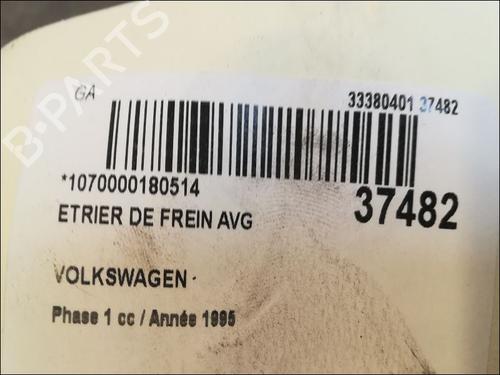 B-PARTS
GA
33380401 37482
*1070000180514
37482
ETRIER DE FREIN AVG
VOLKSWAGEN
Phase 1 cc / Année 1995